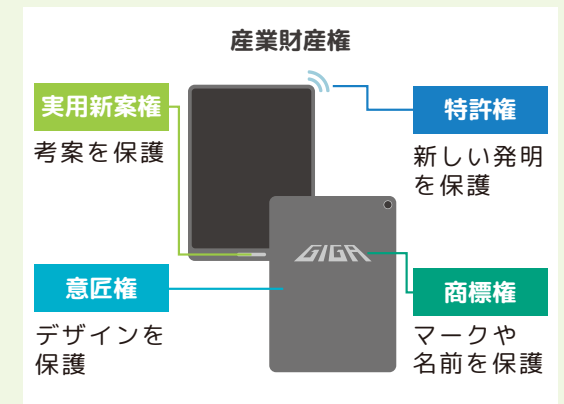 産業財産権
実用新案権
考案を保護
特許権
新しい発明
を保護
GIGA
意匠権
デザインを
保護
商標権
マークや
名前を保護